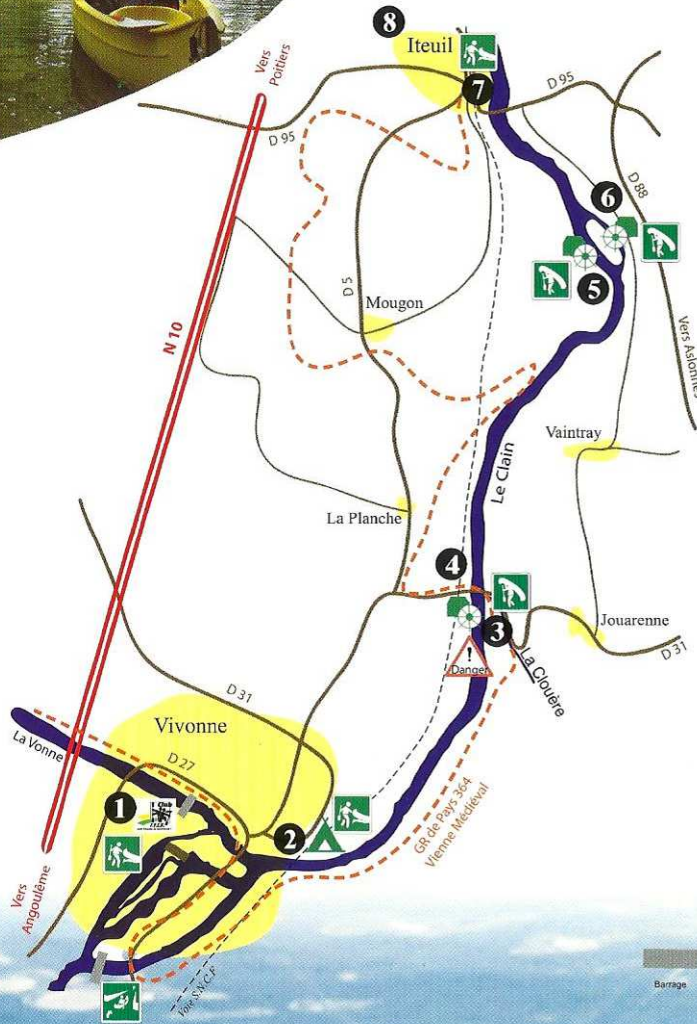 8
Iteuil
7
Vers
Poitiers
D 95
D 95
D 88
6
5
D 5
Mougon
N 10
Vers Aslonnes
Vaintray
Le Clain
La Planche
4
3
Jouarenne
!
Danger
D 31
La Clouère
D 31
Vivonne
La Vonne
D 27
1
Club
2
GR de Pays 364
Vienne Médiéval
Vers
Angoulême
Voie S.N.C.F
Barrage